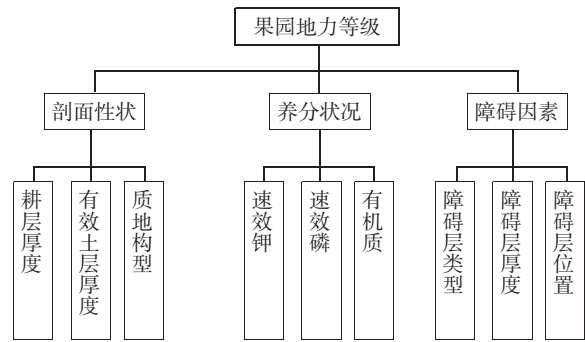 果园地力等级
剖面性状
养分状况
障碍因素
耕层厚度
有效土层厚度
质地构型
速效钾
速效磷
有机质
障碍层类型
障碍层厚度
障碍层位置